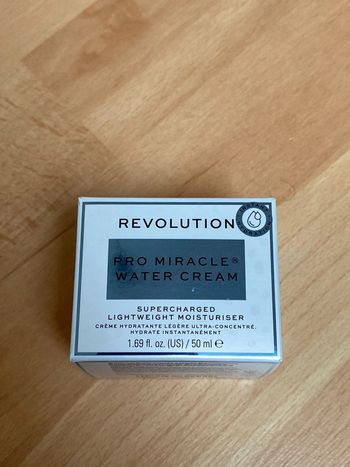 REVOLUTION
PRO MIRACLE®
WATER CREAM
SUPERCHARGED
LIGHTWEIGHT MOISTURISER
CRÈME HYDRATANTE LÉGÈRE ULTRA-CONCENTRÉ.
HYDRATE INSTANTANÉMENT
1.69 fl. oz. (US) / 50 ml ℮